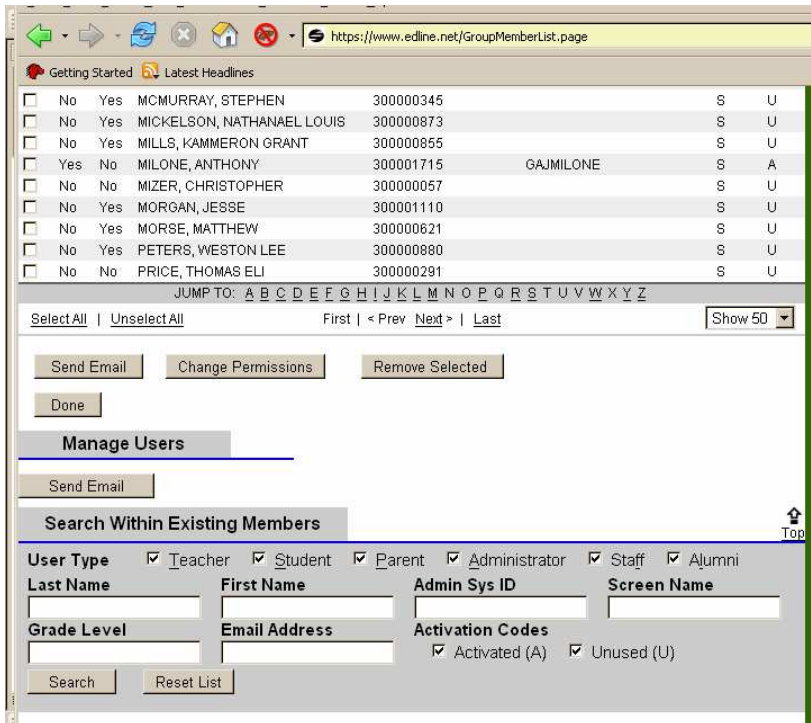 https://www.edline.net/GroupMemberList.page
Getting Started Latest Headlines
No Yes MCMURRAY, STEPHEN 300000345 S U
No Yes MICKELSON, NATHANAEL LOUIS 300000873 S U
No Yes MILLS, KAMMERON GRANT 300000855 S U
Yes No MILONE, ANTHONY 300001715 GAJMILONE S A
No No MIZER, CHRISTOPHER 300000057 S U
No Yes MORGAN, JESSE 300001110 S U
No Yes MORSE, MATTHEW 300000621 S U
No Yes PETERS, WESTON LEE 300000880 S U
No No PRICE, THOMAS ELI 300000291 S U
JUMP TO: A B C D E F G H I J K L M N O P Q R S T U V W X Y Z
Select All | Unselect All First | < Prev Next > | Last Show 50
Send Email Change Permissions Remove Selected
Done
Manage Users
Send Email
Search Within Existing Members Top
User Type Teacher Student Parent Administrator Staff Alumni
Last Name First Name Admin Sys ID Screen Name
Grade Level Email Address Activation Codes
Activated (A) Unused (U)
Search Reset List